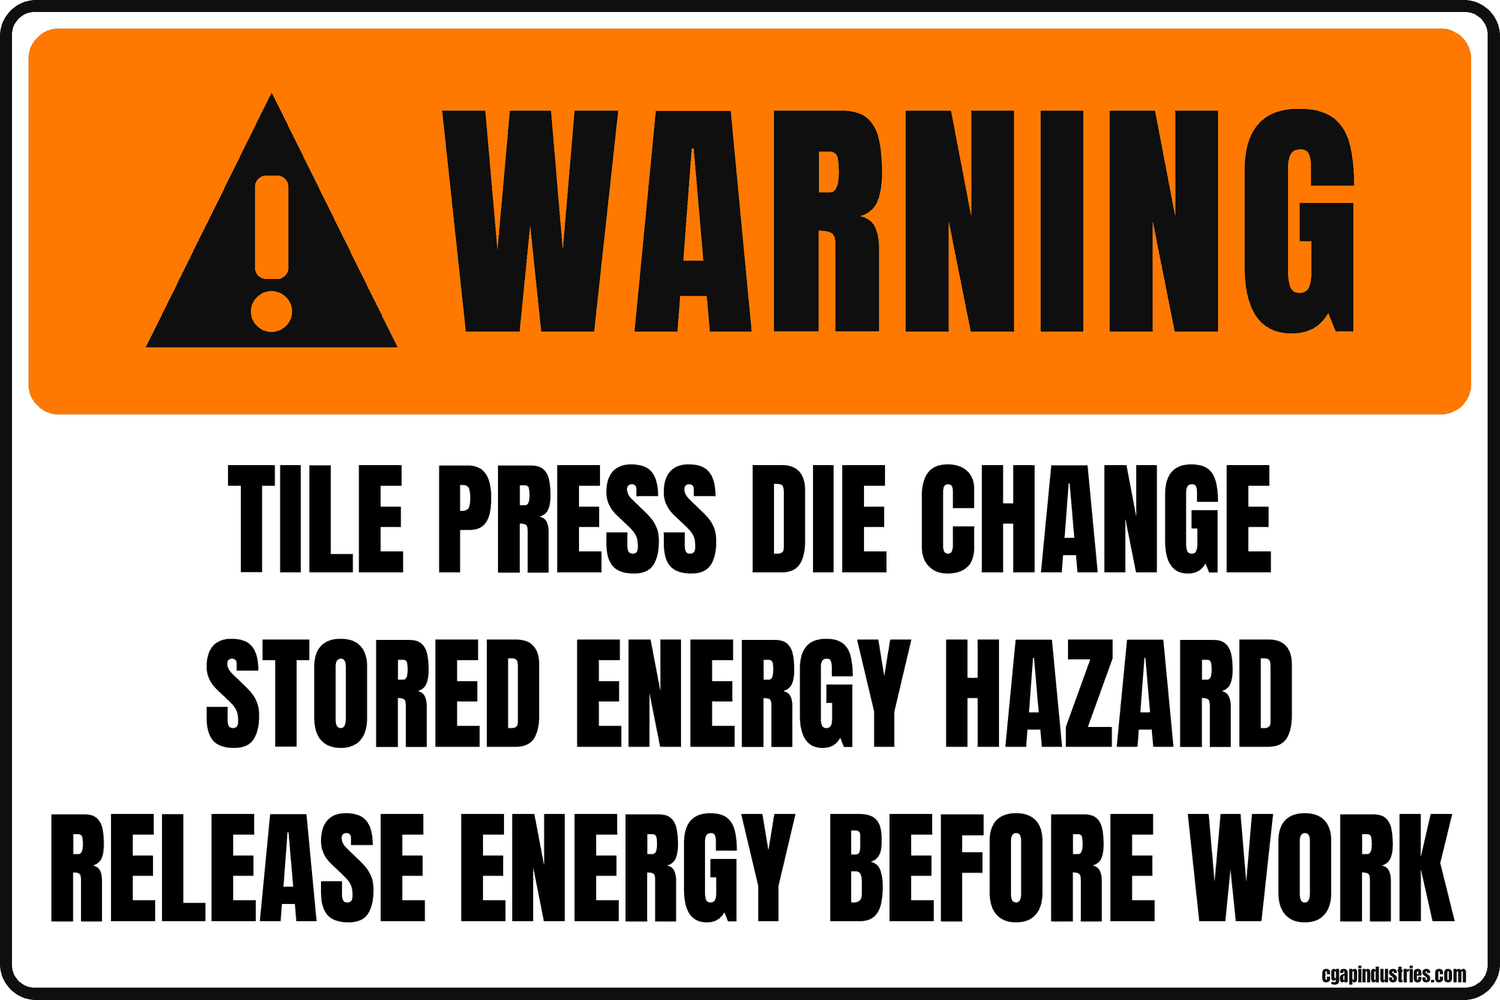 WARNING
TILE PRESS DIE CHANGE
STORED ENERGY HAZARD
RELEASE ENERGY BEFORE WORK
cgapindustries.com